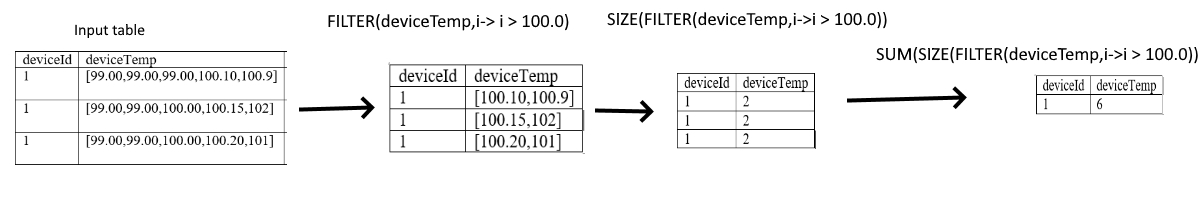 Input table
deviceId deviceTemp
1 [99.00,99.00,99.00,100.10,100.9]
1 [99.00,99.00,100.00,100.15,102]
1 [99.00,99.00,100.00,100.20,101]
FILTER(deviceTemp,i-> i > 100.0)
deviceId deviceTemp
1 [100.10,100.9]
1 [100.15,102]
1 [100.20,101]
SIZE(FILTER(deviceTemp,i->i > 100.0))
deviceId deviceTemp
1 2
1 2
1 2
SUM(SIZE(FILTER(deviceTemp,i->i > 100.0))
deviceId deviceTemp
1 6